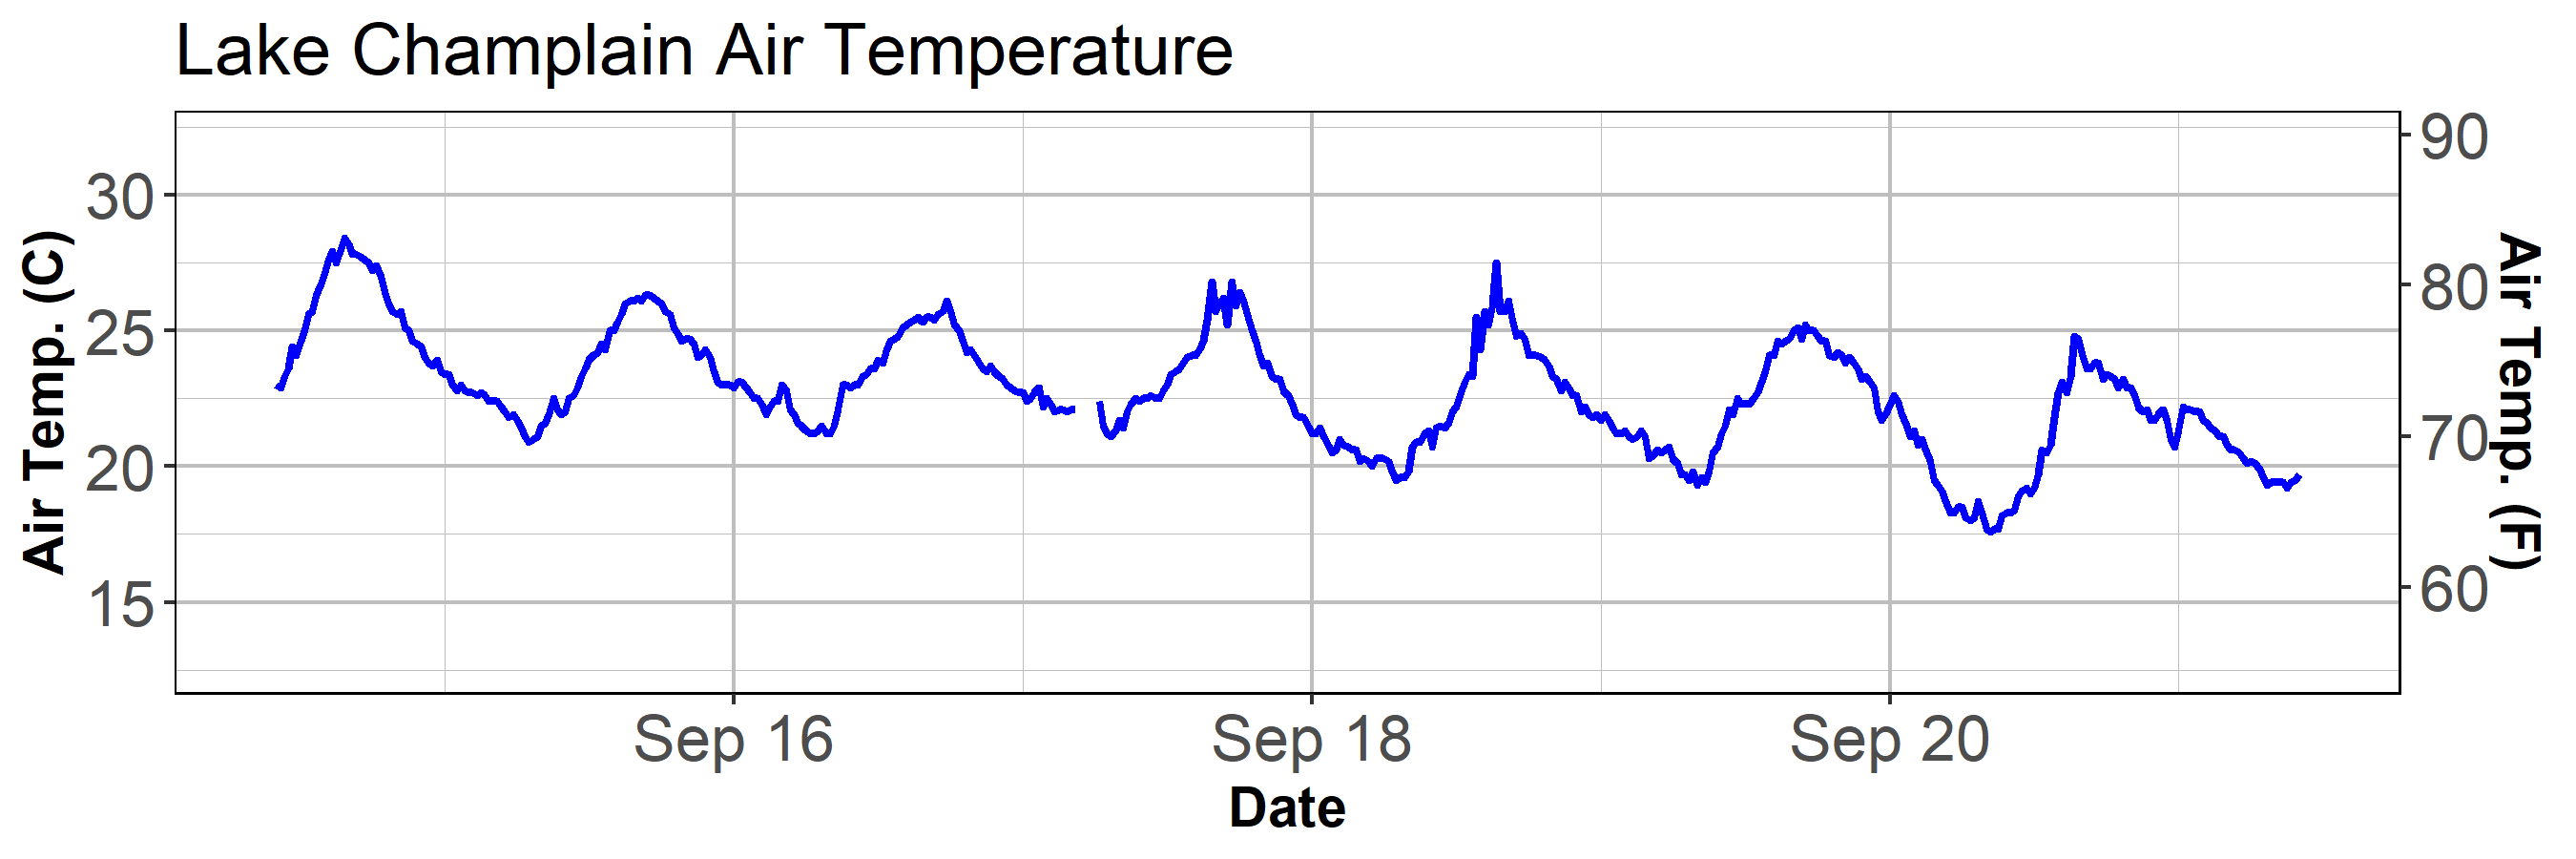 Lake Champlain Air Temperature
Air Temp. (C)
30
25
20
15
90
80
70
60
Air Temp. (F)
Sep 16
Sep 18
Sep 20
Date